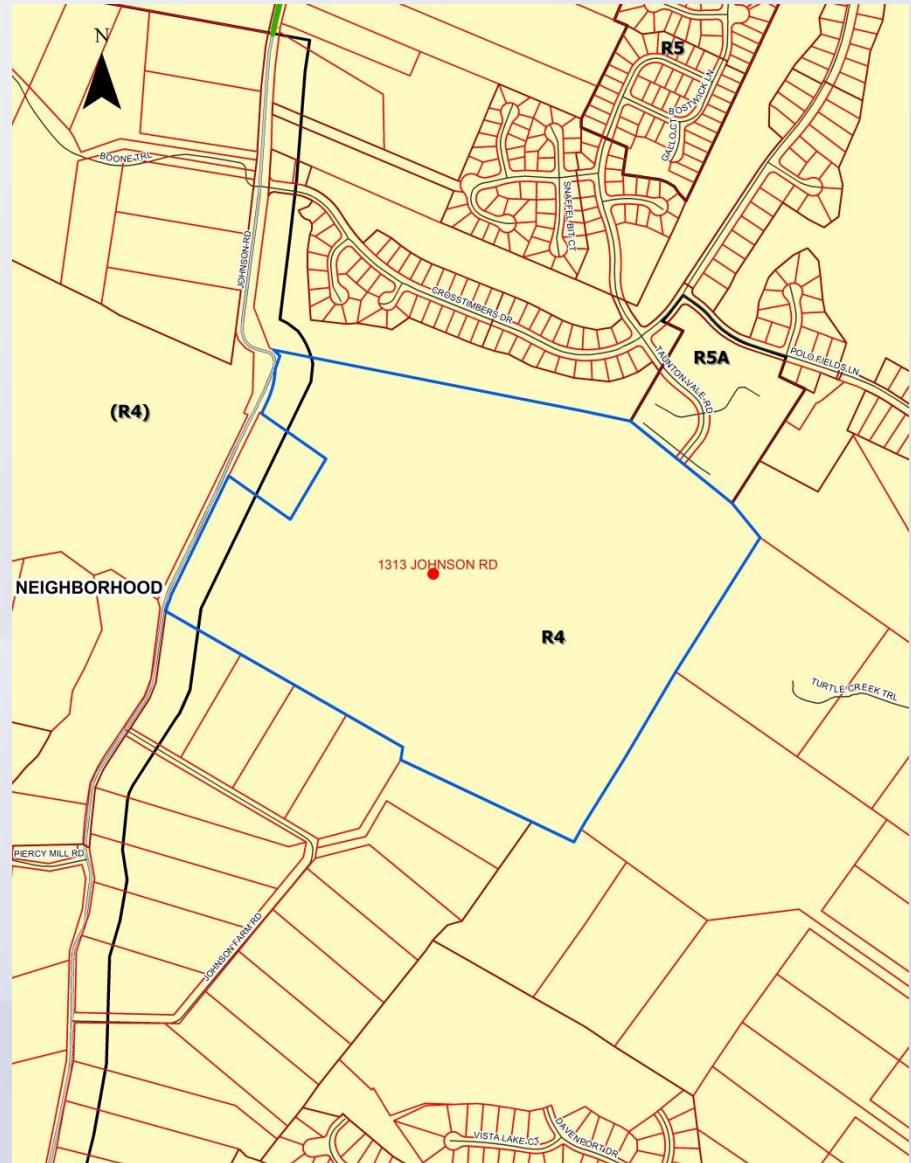 N
R5
BOSTWICK LN
GALLO CT
BOONE TRL
SNAFFEL BIT CT
JOHNSON RD
CROSSTIMBERS DR
R5A
POLO FIELDS LN
TAUNTON VALE RD
(R4)
1313 JOHNSON RD
NEIGHBORHOOD
R4
TURTLE CREEK TRL
PIERCY MILL RD
JOHNSON FARM RD
VISTA LAKE CT
DAVENPORT DR